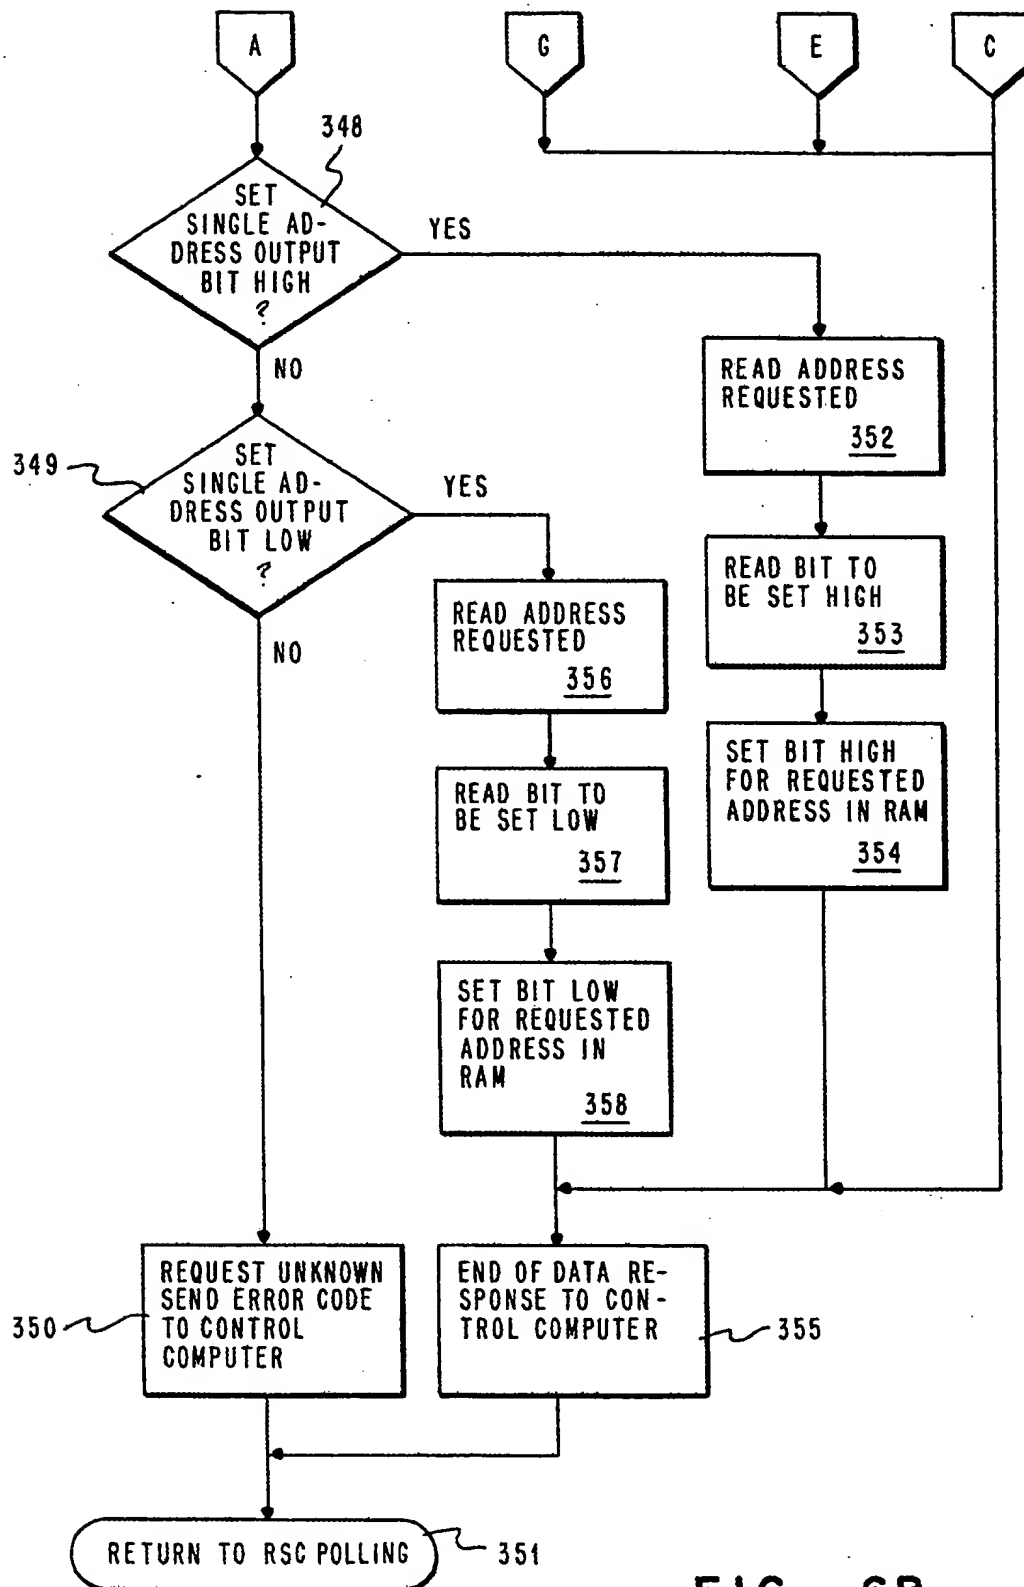 A
G
E
C
348
SET
SINGLE AD-
DRESS OUTPUT
BIT HIGH
?
YES
NO
READ ADDRESS
REQUESTED
352
349
SET
SINGLE AD-
DRESS OUTPUT
BIT LOW
?
YES
NO
READ BIT TO
BE SET HIGH
353
READ ADDRESS
REQUESTED
356
SET BIT HIGH
FOR REQUESTED
ADDRESS IN RAM
354
READ BIT TO
BE SET LOW
357
SET BIT LOW
FOR REQUESTED
ADDRESS IN
RAM
358
350
REQUEST UNKNOWN
SEND ERROR CODE
TO CONTROL
COMPUTER
END OF DATA RE-
SPONSE TO CON-
TROL COMPUTER
355
RETURN TO RSC POLLING
351